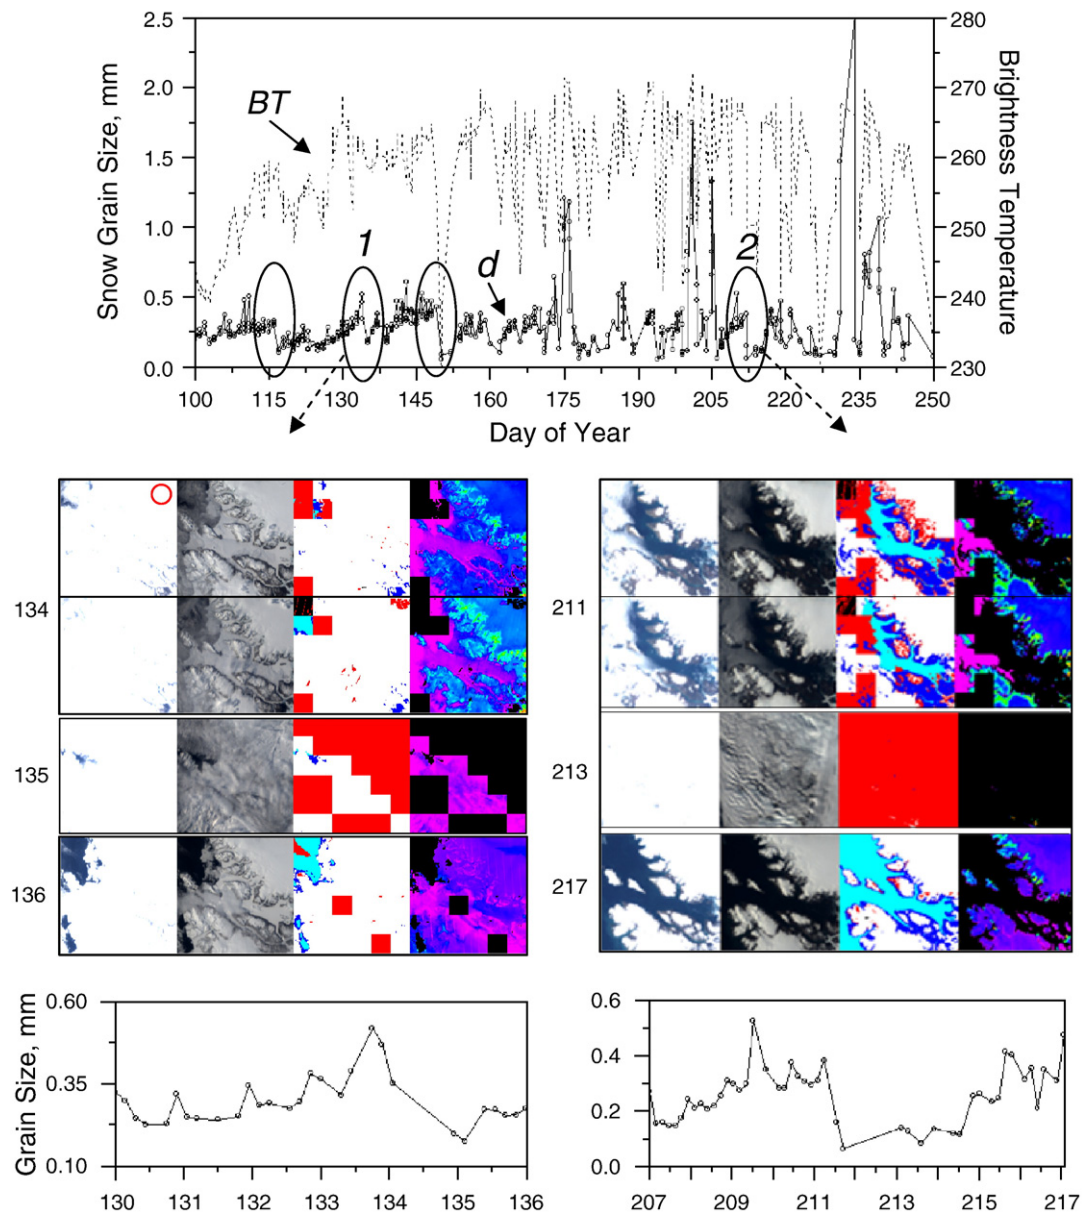 2.5 280
2.0 270
BT
1.5 260
Snow Grain Size, mm
Brightness Temperature
1.0 250
1 d 2
0.5 240
0.0 230
100 115 130 145 160 175 190 205 220 235 250
Day of Year
134 211
135 213
136 217
0.60 0.6
0.4
0.35
0.2
0.10 0.0
Grain Size, mm
130 131 132 133 134 135 136 207 209 211 213 215 217